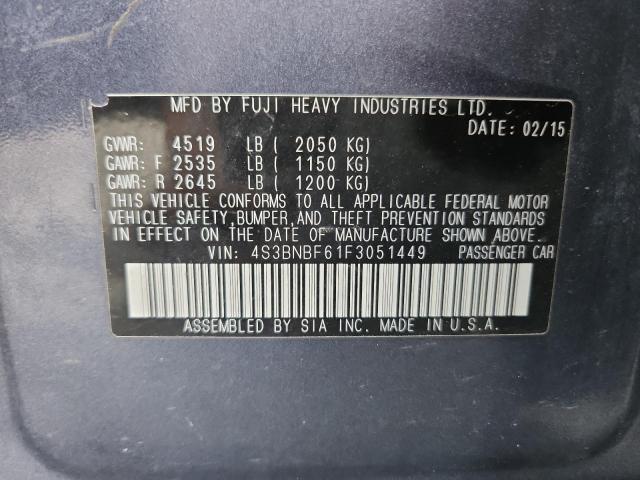 MFD BY FUJI HEAVY INDUSTRIES LTD.
DATE: 02/15
GVWR: 4519 LB ( 2050 KG)
GAWR: F 2535 LB ( 1150 KG)
GAWR: R 2645 LB ( 1200 KG)
THIS VEHICLE CONFORMS TO ALL APPLICABLE FEDERAL MOTOR
VEHICLE SAFETY,BUMPER,AND THEFT PREVENTION STANDARDS
IN EFFECT ON THE DATE OF MANUFACTURE SHOWN ABOVE.
VIN: 4S3BNBF61F3051449 PASSENGER CAR
ASSEMBLED BY SIA INC. MADE IN U.S.A.